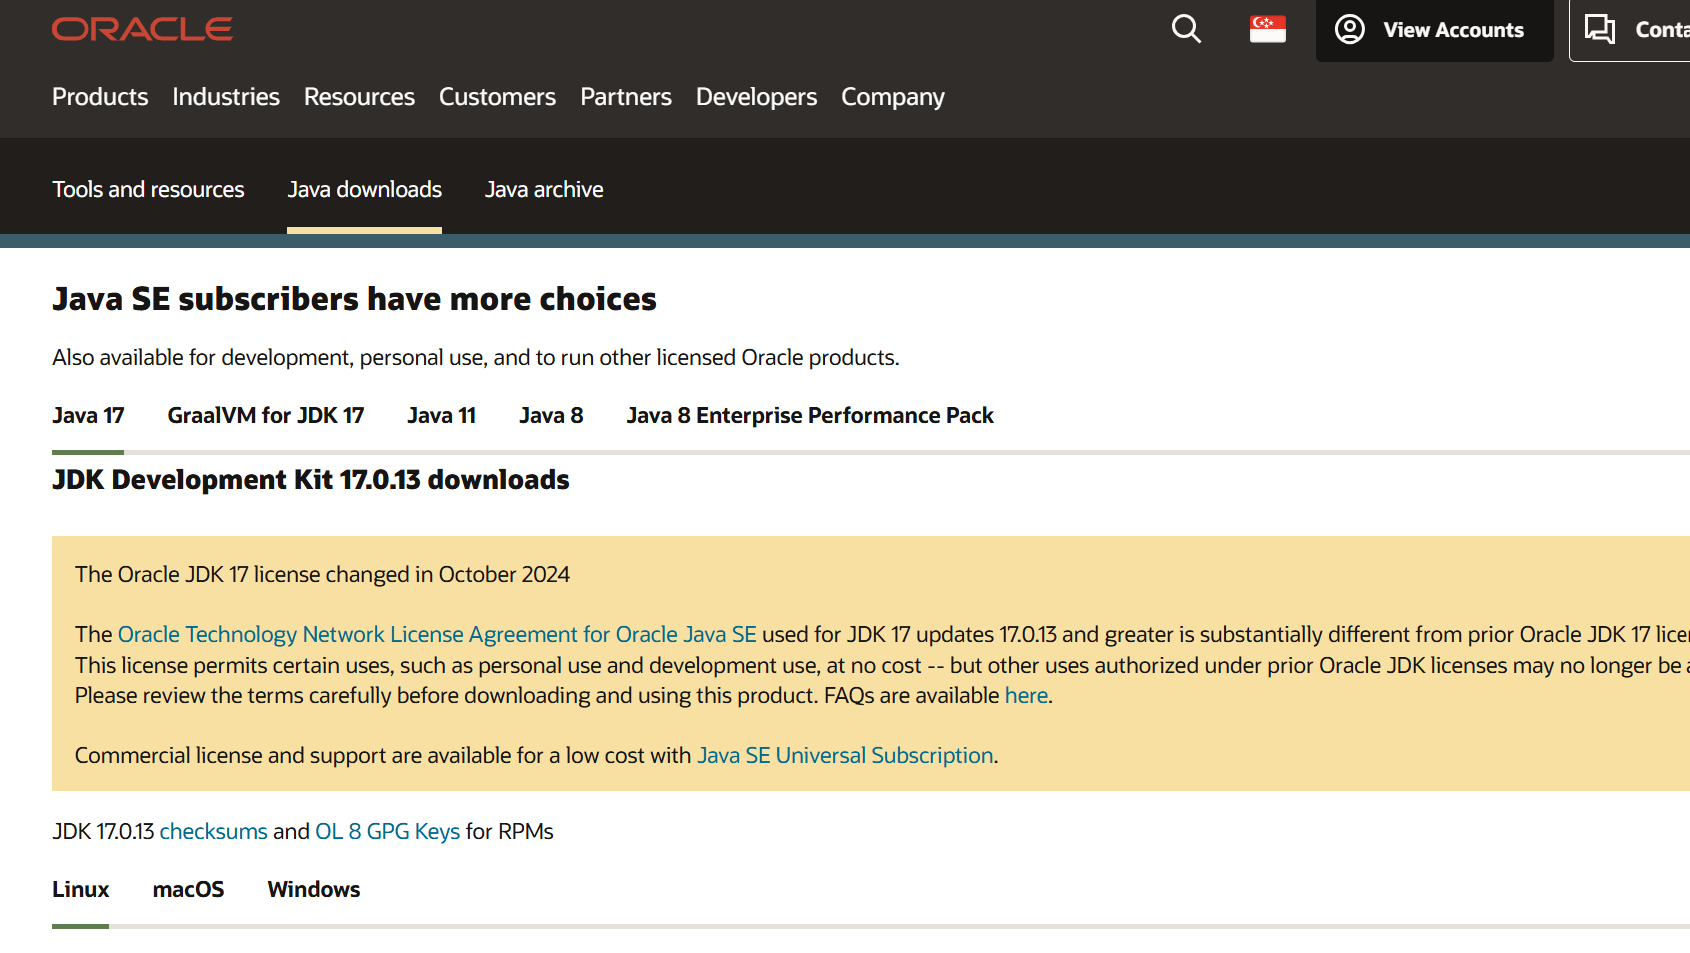 ORACLE
View Accounts
Products Industries Resources Customers Partners Developers Company
Tools and resources Java downloads Java archive
Java SE subscribers have more choices
Also available for development, personal use, and to run other licensed Oracle products.
Java 17 GraalVM for JDK 17 Java 11 Java 8 Java 8 Enterprise Performance Pack
JDK Development Kit 17.0.13 downloads
The Oracle JDK 17 license changed in October 2024
The Oracle Technology Network License Agreement for Oracle Java SE used for JDK 17 updates 17.0.13 and greater is substantially different from prior Oracle JDK 17
This license permits certain uses, such as personal use and development use, at no cost -- but other uses authorized under prior Oracle JDK licenses may no longer be
Please review the terms carefully before downloading and using this product. FAQs are available here.
Commercial license and support are available for a low cost with Java SE Universal Subscription.
JDK 17.0.13 checksums and OL 8 GPG Keys for RPMs
Linux macOS Windows